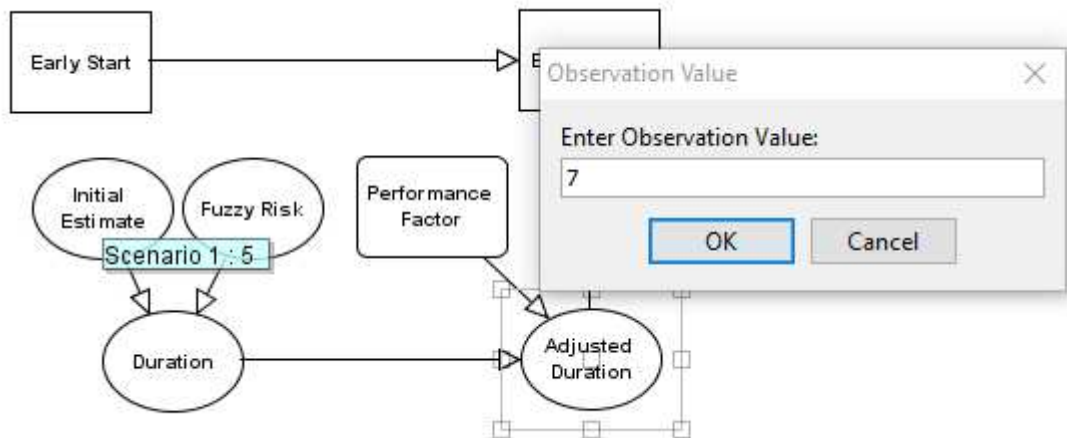 Early Start
E
Observation Value
Enter Observation Value:
7
OK
Cancel
Initial
Estimate
Fuzzy Risk
Scenario 1 : 5
Performance
Factor
Duration
Adjusted
Duration